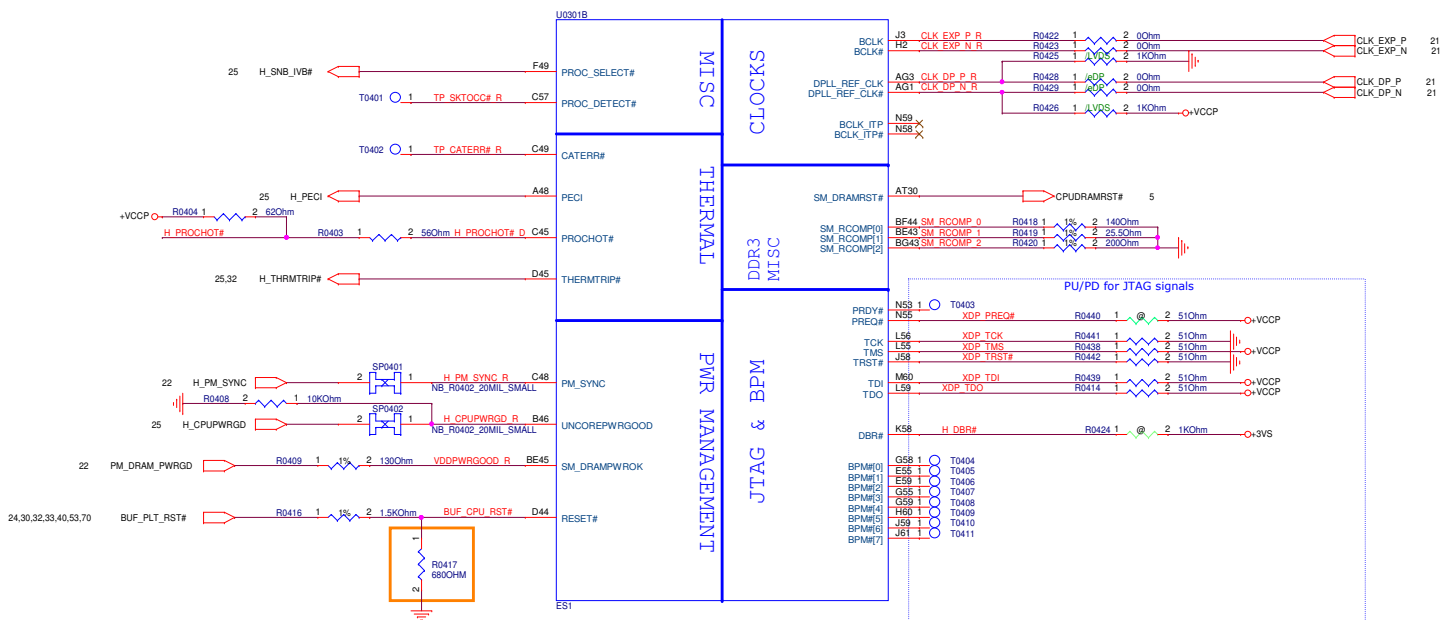 U0301B
MISC
CLOCKS
THERMAL
DDR3
MISC
PWR MANAGEMENT
JTAG & BPM
25 H_SNB_IVB# F49 PROC_SELECT#
T0401 1 TP_SKTOCC#_R C57 PROC_DETECT#
T0402 1 TP_CATERR#_R C49 CATERR#
25 H_PECI A48 PECI
+VCCP R0404 1 2 62Ohm
H_PROCHOT# R0403 1 2 56Ohm H_PROCHOT#_D C45 PROCHOT#
25,32 H_THRMTRIP# D45 THERMTRIP#
22 H_PM_SYNC 2 SP0401 1 H_PM_SYNC_R C48 PM_SYNC
NB_R0402_20MIL_SMALL
R0408 2 1 10KOhm
25 H_CPUPWRGD 2 SP0402 1 H_CPUPWRGD_R B46 UNCOREPWRGOOD
NB_R0402_20MIL_SMALL
22 PM_DRAM_PWRGD R0409 1 1% 2 130Ohm VDDPWRGOOD_R BE45 SM_DRAMPWROK
24,30,32,33,40,53,70 BUF_PLT_RST# R0416 1 1% 2 1.5KOhm BUF_CPU_RST# D44 RESET#
1
R0417
680OHM
2
ES1
BCLK J3 CLK_EXP_P_R R0422 1 2 0Ohm CLK_EXP_P 21
BCLK# H2 CLK_EXP_N_R R0423 1 2 0Ohm CLK_EXP_N 21
R0425 1 /LVDS 2 1KOhm
DPLL_REF_CLK AG3 CLK_DP_P_R R0428 1 /eDP 2 0Ohm CLK_DP_P 21
DPLL_REF_CLK# AG1 CLK_DP_N_R R0429 1 /eDP 2 0Ohm CLK_DP_N 21
R0426 1 /LVDS 2 1KOhm +VCCP
BCLK_ITP N59
BCLK_ITP# N58
SM_DRAMRST# AT30 CPUDRAMRST# 5
SM_RCOMP[0] BF44 SM_RCOMP_0 R0418 1 1% 2 140Ohm
SM_RCOMP[1] BE43 SM_RCOMP_1 R0419 1 1% 2 25.5Ohm
SM_RCOMP[2] BG43 SM_RCOMP_2 R0420 1 1% 2 200Ohm
PU/PD for JTAG signals
PRDY# N53 1 T0403
PREQ# N55 XDP_PREQ# R0440 1 @ 2 51Ohm +VCCP
TCK L56 XDP_TCK R0441 1 2 51Ohm
TMS L55 XDP_TMS R0438 1 2 51Ohm +VCCP
TRST# J58 XDP_TRST# R0442 1 2 51Ohm
TDI M60 XDP_TDI R0439 1 2 51Ohm +VCCP
TDO L59 XDP_TDO R0414 1 2 51Ohm +VCCP
DBR# K58 H_DBR# R0424 1 @ 2 1KOhm +3VS
BPM#[0] G58 1 T0404
BPM#[1] E55 1 T0405
BPM#[2] E59 1 T0406
BPM#[3] G55 1 T0407
BPM#[4] G59 1 T0408
BPM#[5] H60 1 T0409
BPM#[6] J59 1 T0410
BPM#[7] J61 1 T0411